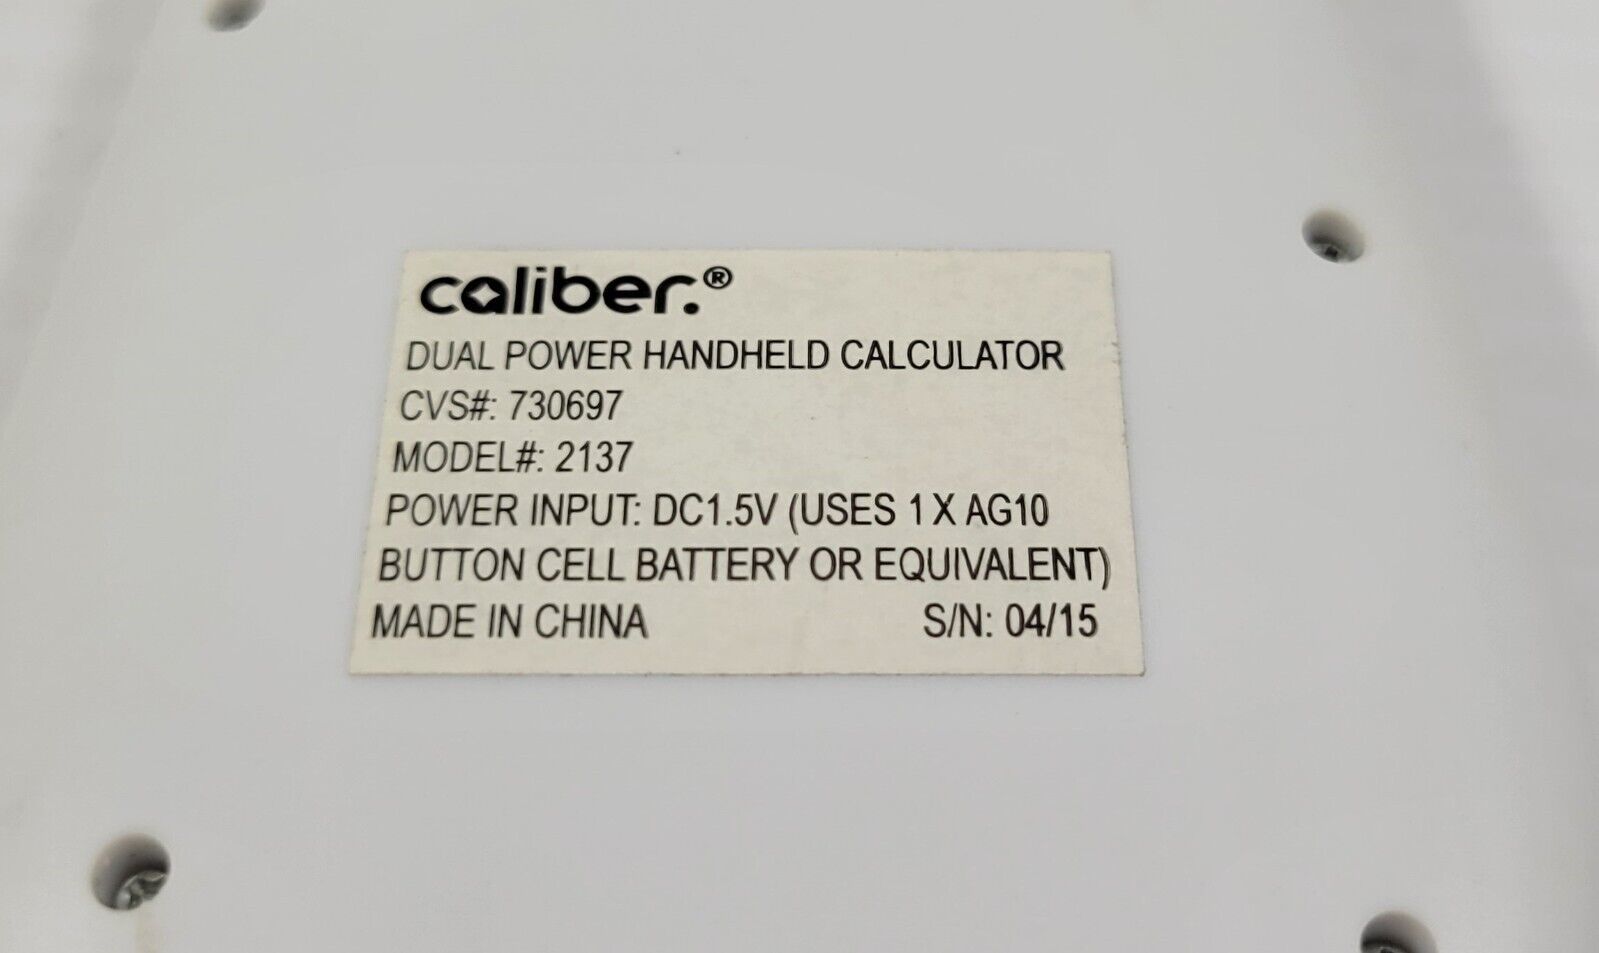 caliber.®
DUAL POWER HANDHELD CALCULATOR
CVS#: 730697
MODEL#: 2137
POWER INPUT: DC1.5V (USES 1 X AG10
BUTTON CELL BATTERY OR EQUIVALENT)
MADE IN CHINA S/N: 04/15